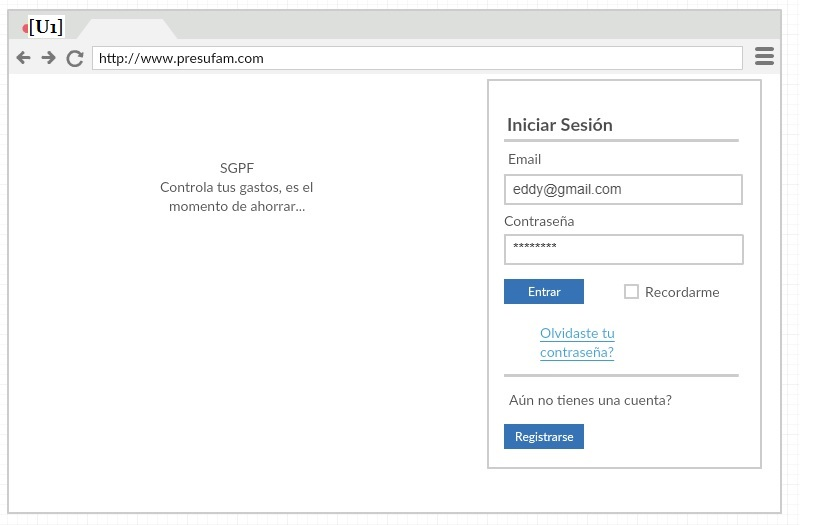 [U1]
http://www.presufam.com
SGPF
Controla tus gastos, es el
momento de ahorrar...
Iniciar Sesión
Email
eddy@gmail.com
Contraseña
********
Entrar
Recordarme
Olvidaste tu
contraseña?
Aún no tienes una cuenta?
Registrarse